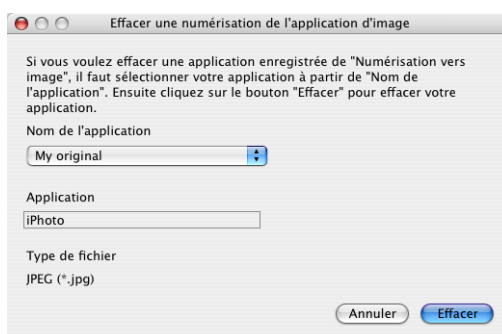 Effacer une numérisation de l'application d'image
Si vous voulez effacer une application enregistrée de "Numérisation vers
image", il faut sélectionner votre application à partir de "Nom de
l'application". Ensuite cliquez sur le bouton "Effacer" pour effacer votre
application.
Nom de l'application
My original
Application
iPhoto
Type de fichier
JPEG (*.jpg)
Annuler Effacer